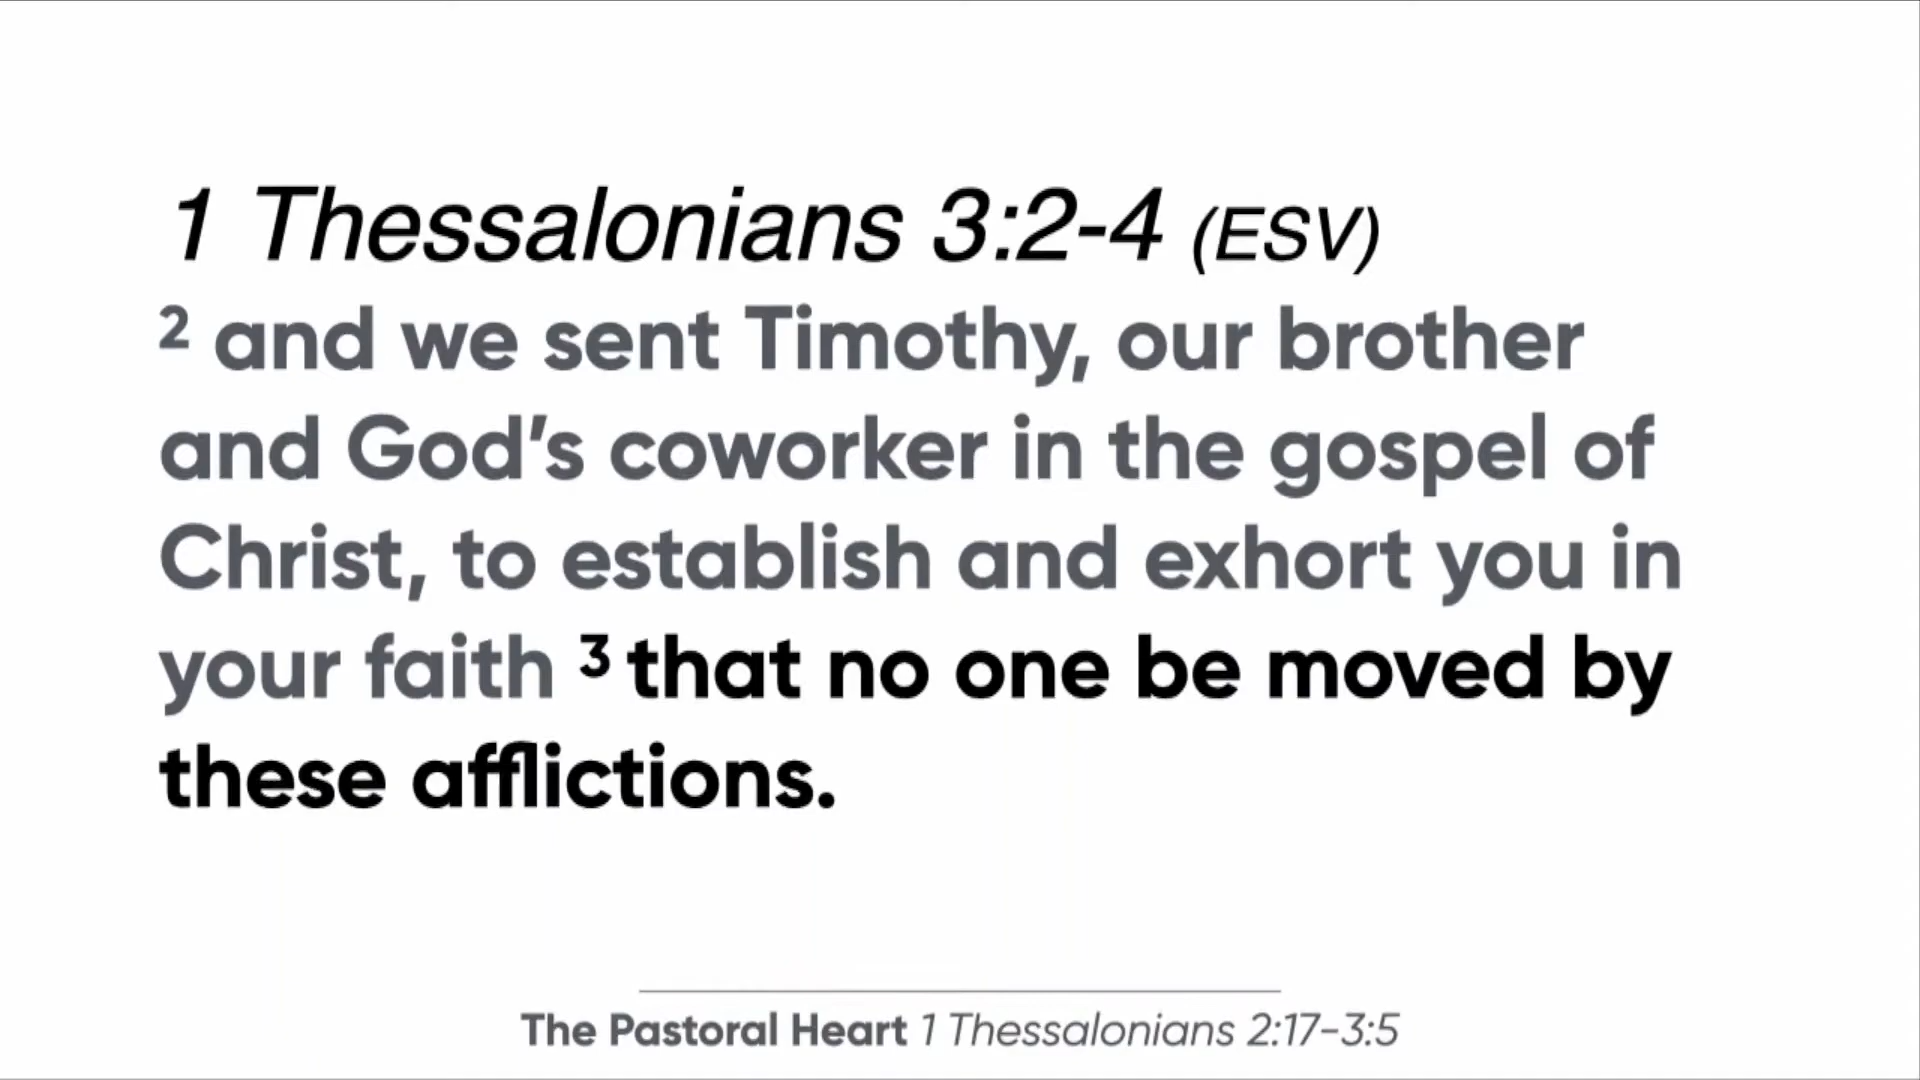 1 Thessalonians 3:2-4 (ESV)
² and we sent Timothy, our brother
and God’s coworker in the gospel of
Christ, to establish and exhort you in
your faith ³ that no one be moved by
these afflictions.
The Pastoral Heart 1 Thessalonians 2:17–3:5